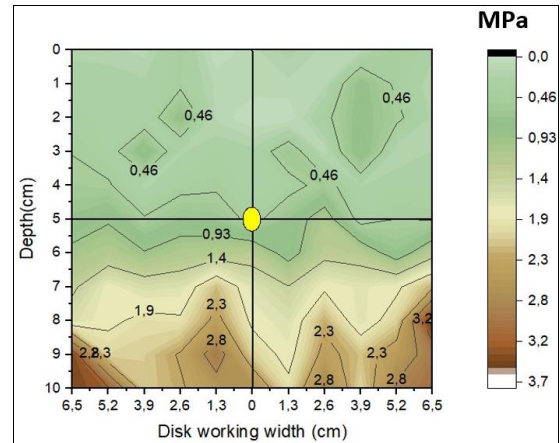 MPa
0 0,0
1 0,46 0,46
2 0,46 0,93
3 0,46 0,46 1,4
4 1,9
5 0,93 2,3
6 1,4 2,8
7 1,9 2,3 2,3 3,2 3,2
8 2,8 2,3 2,8 2,3 3,7
9
10 2,8 2,8
6,5 5,2 3,9 2,6 1,3 0 1,3 2,6 3,9 5,2 6,5
Depth(cm)
Disk working width (cm)